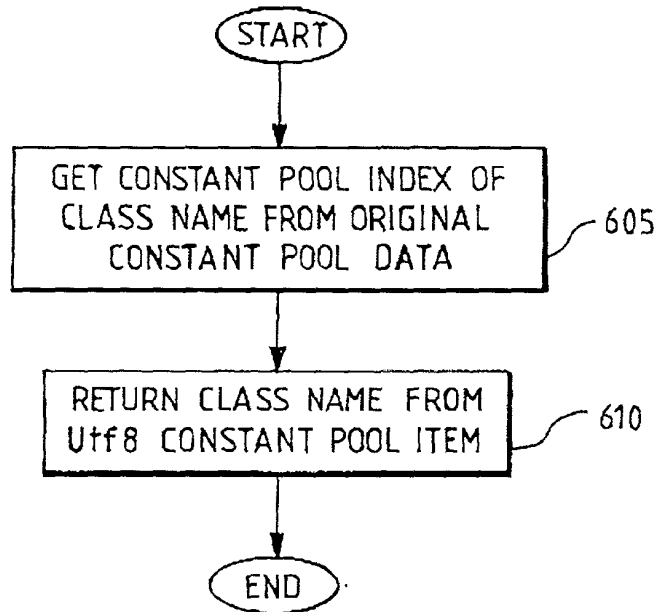 START
GET CONSTANT POOL INDEX OF
CLASS NAME FROM ORIGINAL
CONSTANT POOL DATA
605
RETURN CLASS NAME FROM
Utf8 CONSTANT POOL ITEM
610
END